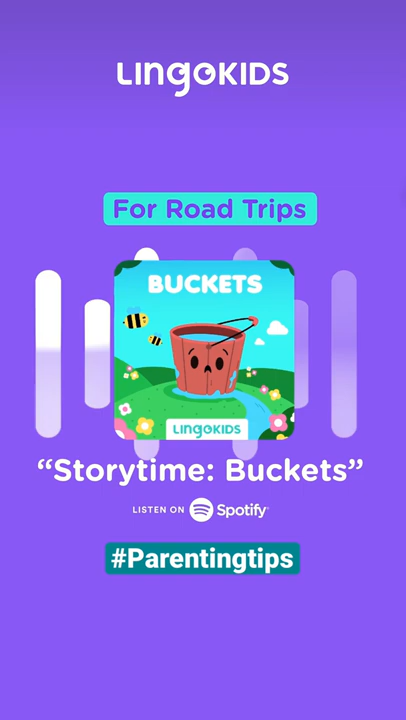 LINGOKIDS
For Road Trips
BUCKETS
LINGOKIDS
“Storytime: Buckets”
LISTEN ON Spotify
#Parentingtips